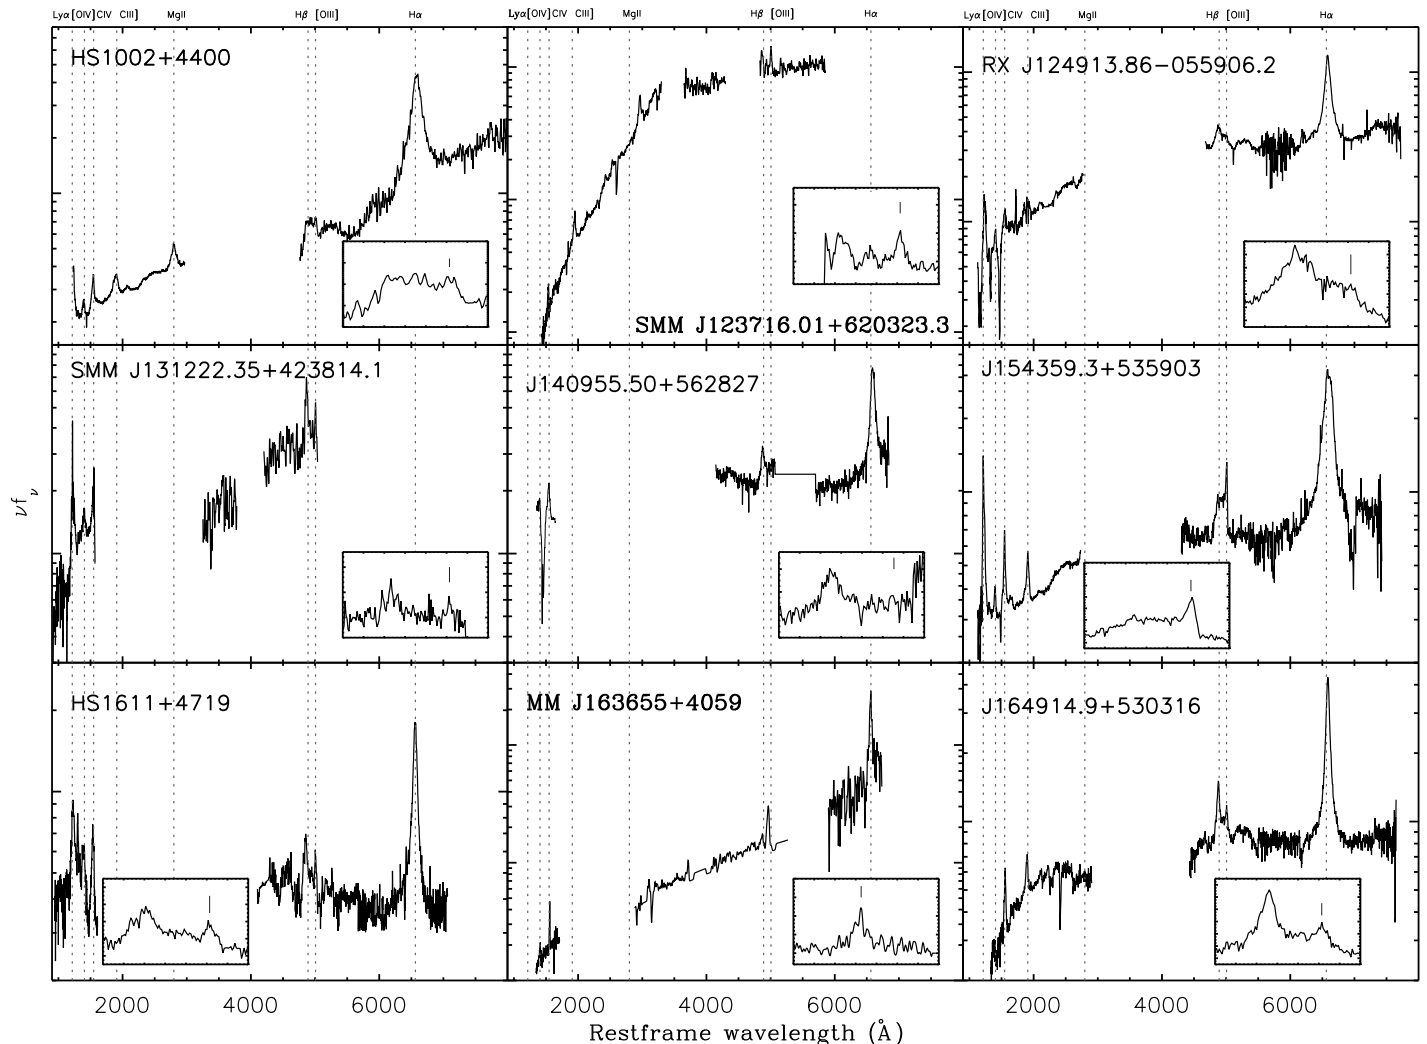 Lyα [OIV] CIV CIII] MgII Hβ [OIII] Hα
Lyα [OIV] CIV CIII] MgII Hβ [OIII] Hα
Lyα [OIV] CIV CIII] MgII Hβ [OIII] Hα
HS1002+4400
SMM J123716.01+620323.3
RX J124913.86−055906.2
SMM J131222.35+423814.1
J140955.50+562827
J154359.3+535903
νfν
HS1611+4719
MM J163655+4059
J164914.9+530316
2000 4000 6000
2000 4000 6000
2000 4000 6000
Restframe wavelength (Å)